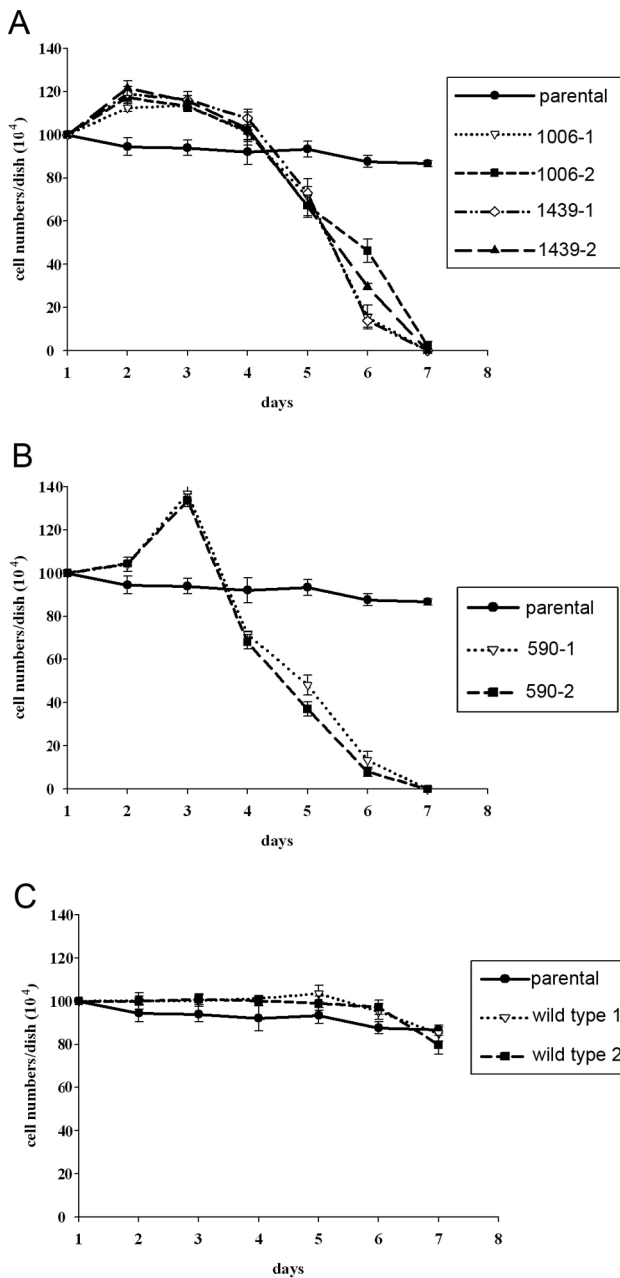 A
140
120
100
80
60
40
20
0
1 2 3 4 5 6 7 8
cell numbers/dish (10⁴)
days
parental
1006-1
1006-2
1439-1
1439-2
B
140
120
100
80
60
40
20
0
1 2 3 4 5 6 7 8
cell numbers/dish (10⁴)
days
parental
590-1
590-2
C
140
120
100
80
60
40
20
0
1 2 3 4 5 6 7 8
cell numbers/dish (10⁴)
days
parental
wild type 1
wild type 2